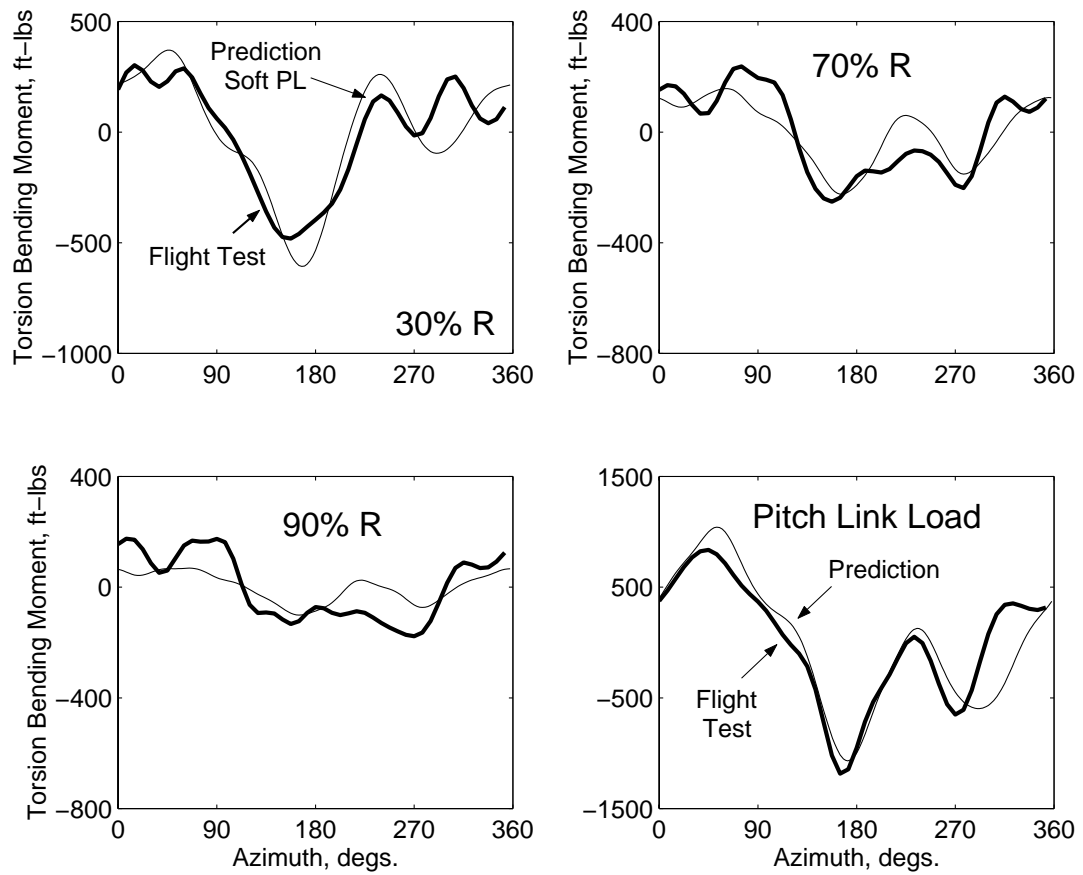 Torsion Bending Moment, ft−lbs
500
0
−500
−1000
0
90
180
270
360
Prediction
Soft PL
Flight Test
30% R
Torsion Bending Moment, ft−lbs
400
0
−400
−800
0
90
180
270
360
70% R
Torsion Bending Moment, ft−lbs
400
0
−400
−800
0
90
180
270
360
Azimuth, degs.
90% R
1500
500
−500
−1500
0
90
180
270
360
Azimuth, degs.
Pitch Link Load
Prediction
Flight
Test